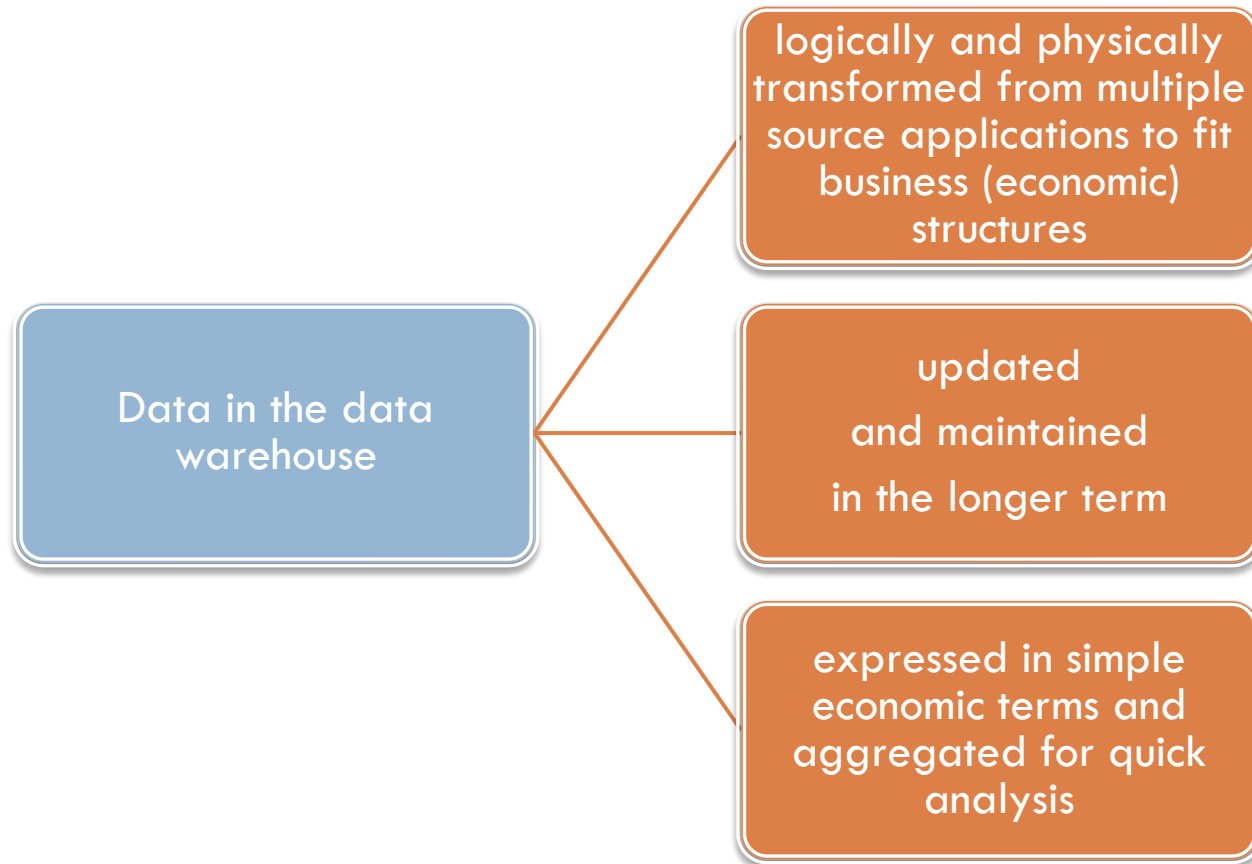 Data in the data
warehouse
logically and physically
transformed from multiple
source applications to fit
business (economic)
structures
updated
and maintained
in the longer term
expressed in simple
economic terms and
aggregated for quick
analysis